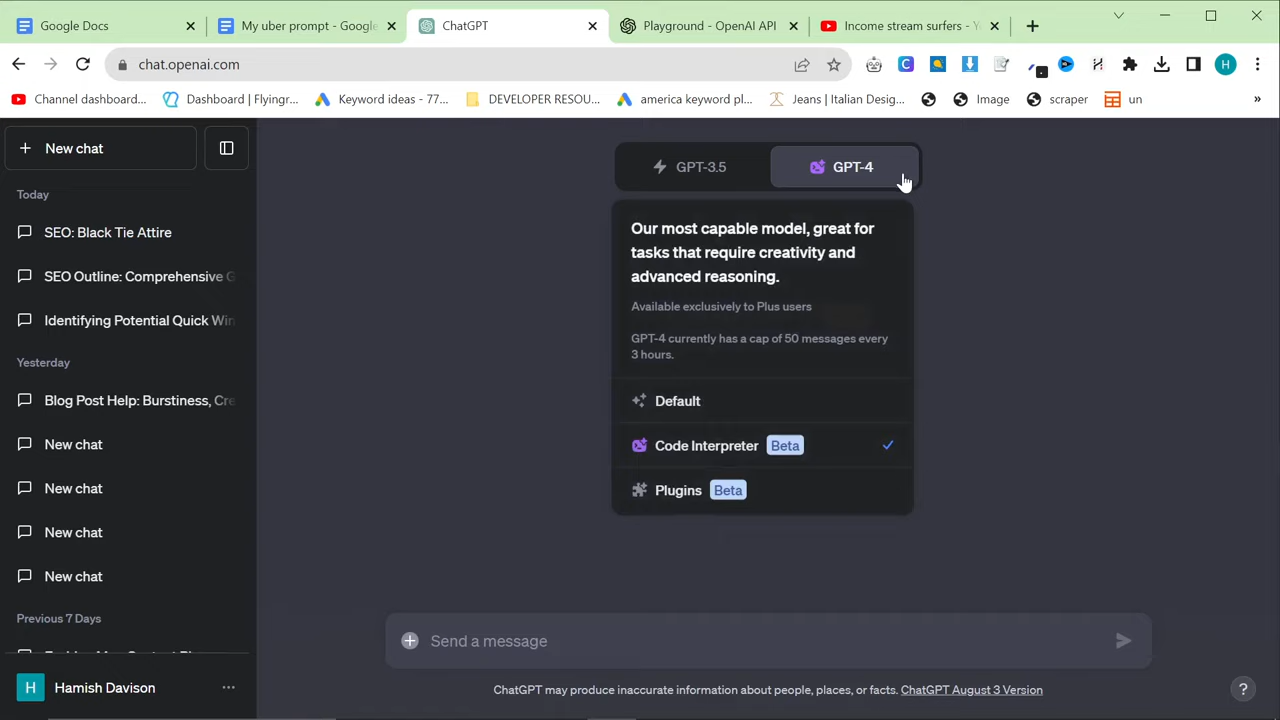 Google Docs
My uber prompt - Google
ChatGPT
Playground - OpenAI API
Income stream surfers -
chat.openai.com
H
Channel dashboard...
Dashboard | Flyingr...
Keyword ideas - 77...
DEVELOPER RESOU...
america keyword pl...
Jeans | Italian Desig...
Image
scraper
un
»
New chat
Today
SEO: Black Tie Attire
SEO Outline: Comprehensive G
Identifying Potential Quick Win
Yesterday
Blog Post Help: Burstiness, Cre
New chat
New chat
New chat
New chat
Previous 7 Days
H Hamish Davison ...
GPT-3.5
GPT-4
Our most capable model, great for
tasks that require creativity and
advanced reasoning.
Available exclusively to Plus users
GPT-4 currently has a cap of 50 messages every
3 hours.
Default
Code Interpreter Beta
Plugins Beta
Send a message
ChatGPT may produce inaccurate information about people, places, or facts. ChatGPT August 3 Version
?